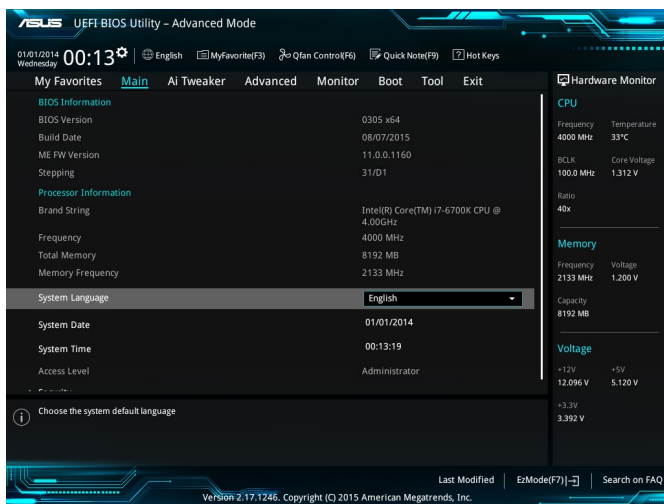 ASUS UEFI BIOS Utility – Advanced Mode
01/01/2014 Wednesday 00:13 English MyFavorite(F3) Qfan Control(F6) Quick Note(F9) ? Hot Keys
My Favorites Main Ai Tweaker Advanced Monitor Boot Tool Exit
BIOS Information
BIOS Version 0305 x64
Build Date 08/07/2015
ME FW Version 11.0.0.1160
Stepping 31/D1
Processor Information
Brand String Intel(R) Core(TM) i7-6700K CPU @
4.00GHz
Frequency 4000 MHz
Total Memory 8192 MB
Memory Frequency 2133 MHz
System Language English
System Date 01/01/2014
System Time 00:13:19
Access Level Administrator
Choose the system default language
Hardware Monitor
CPU
Frequency Temperature
4000 MHz 33°C
BCLK Core Voltage
100.0 MHz 1.312 V
Ratio
40x
Memory
Frequency Voltage
2133 MHz 1.200 V
Capacity
8192 MB
Voltage
+12V +5V
12.096 V 5.120 V
+3.3V
3.392 V
Last Modified EzMode(F7) Search on FAQ
Version 2.17.1246. Copyright (C) 2015 American Megatrends, Inc.